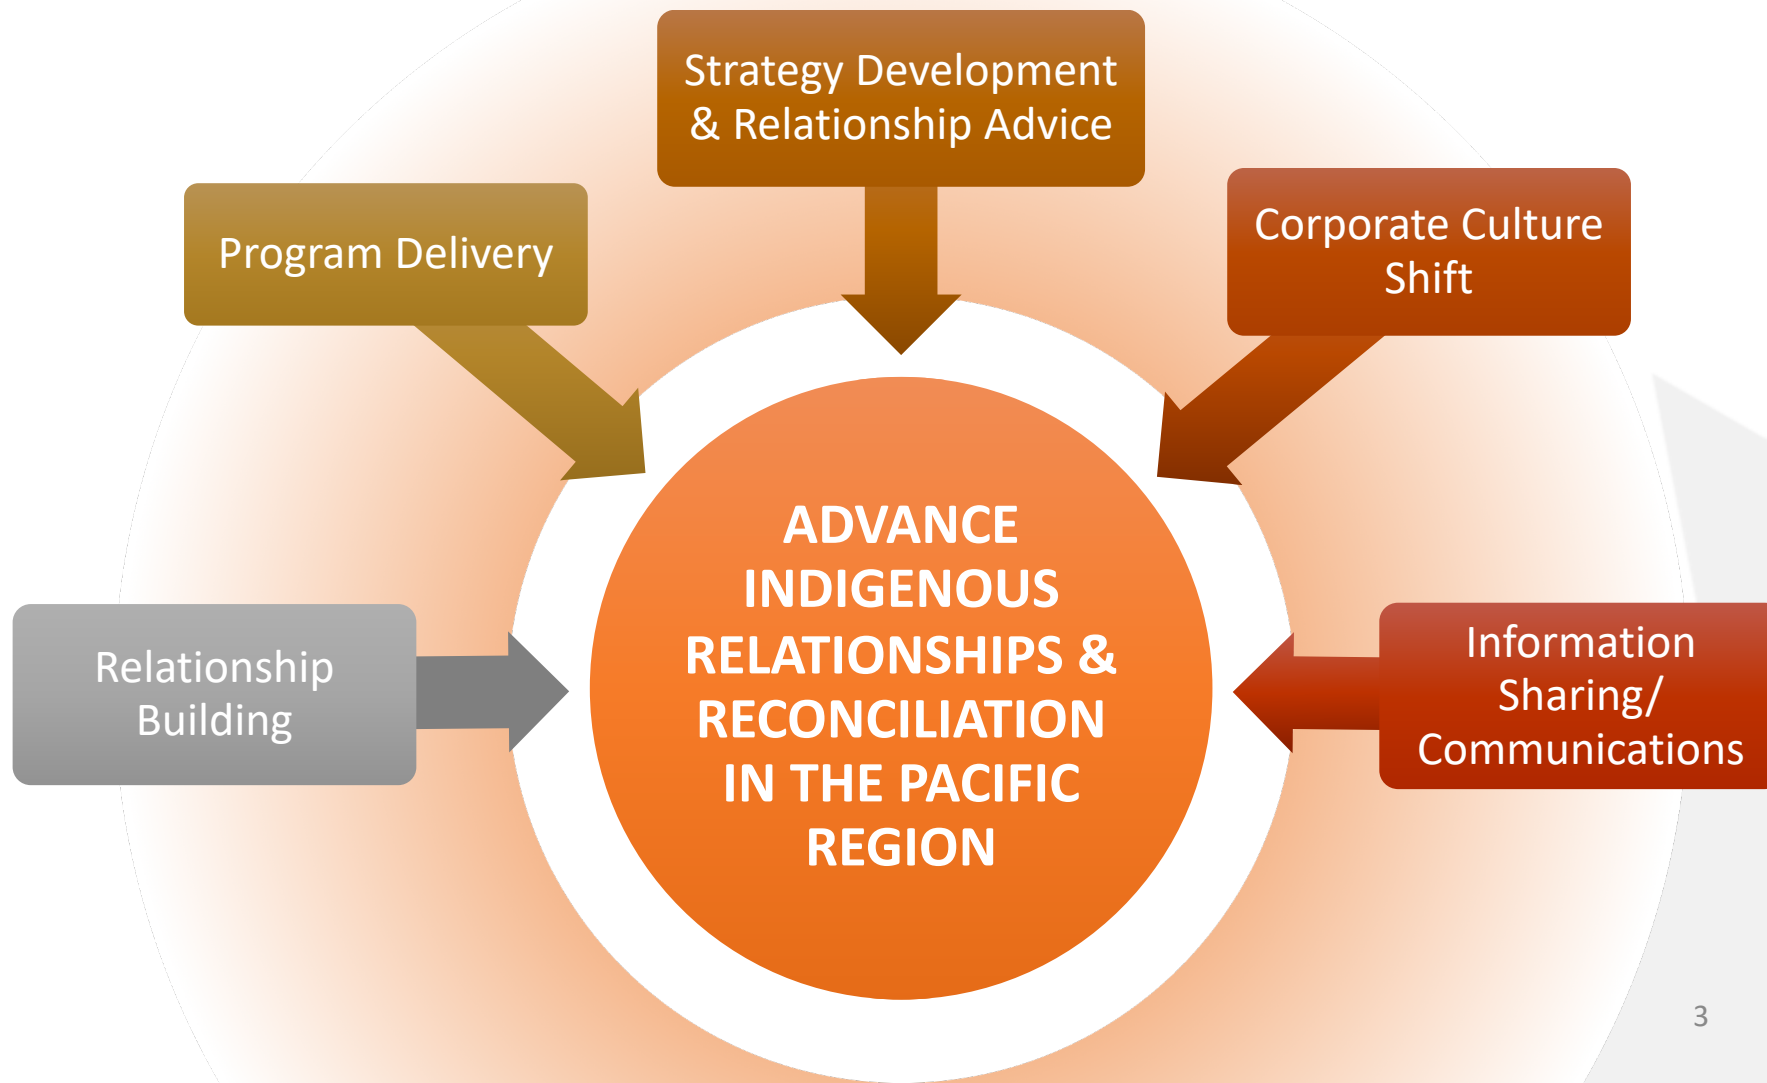 Strategy Development
& Relationship Advice
Program Delivery
Corporate Culture
Shift
Relationship
Building
ADVANCE
INDIGENOUS
RELATIONSHIPS &
RECONCILIATION
IN THE PACIFIC
REGION
Information
Sharing/
Communications
3